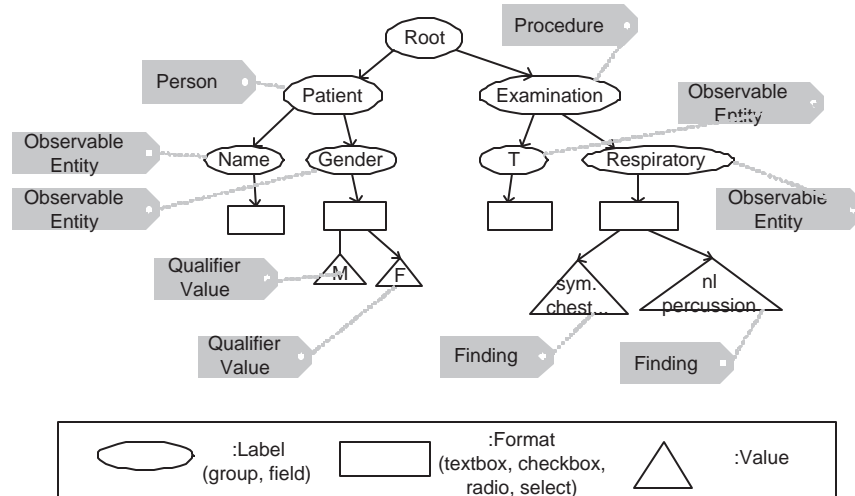 Root
Procedure
Person
Patient
Examination
Observable
Entity
Observable
Entity
Name
Gender
T
Respiratory
Observable
Entity
Observable
Entity
Qualifier
Value
M
F
sym.
chest...
nl
percussion
Qualifier
Value
Finding
Finding
:Label
(group, field)
:Format
(textbox, checkbox,
radio, select)
:Value